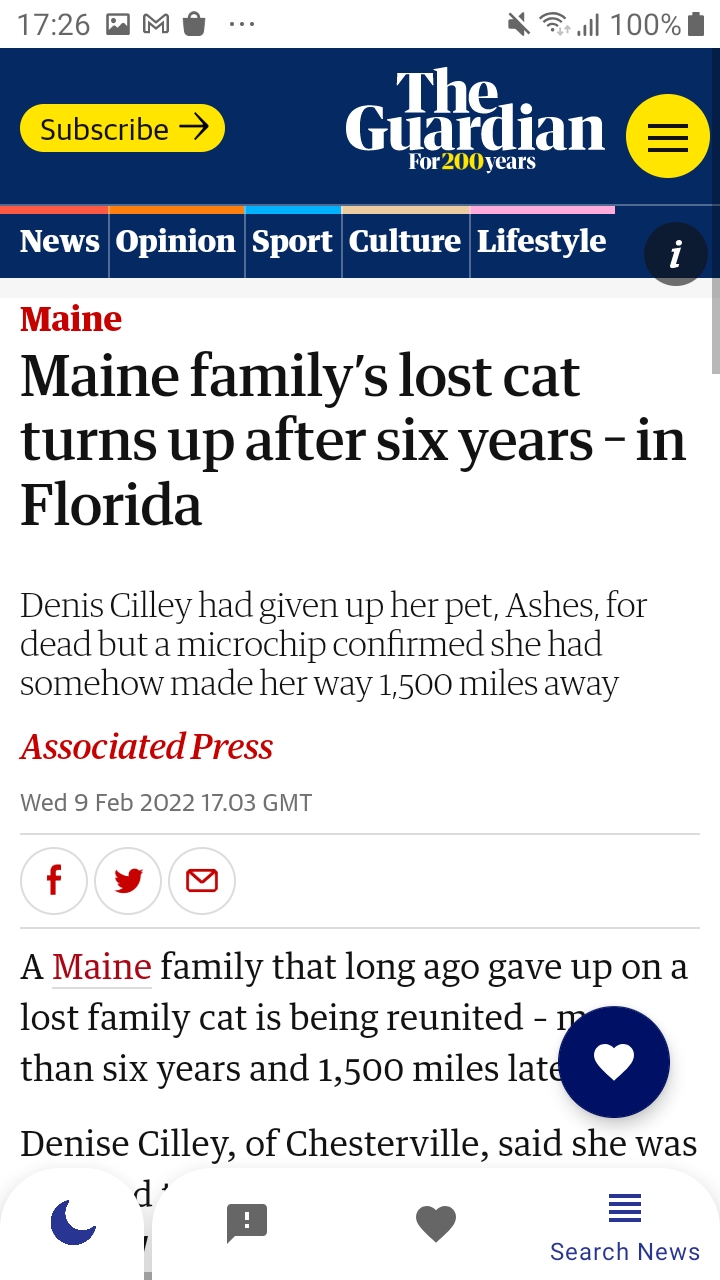 17:26
100%
Subscribe
The
Guardian
For 200 years
News
Opinion
Sport
Culture
Lifestyle
i
Maine
Maine family's lost cat
turns up after six years – in
Florida
Denis Cilley had given up her pet, Ashes, for
dead but a microchip confirmed she had
somehow made her way 1,500 miles away
Associated Press
Wed 9 Feb 2022 17.03 GMT
A Maine family that long ago gave up on a
lost family cat is being reunited –
than six years and 1,500 miles
Denise Cilley, of Chesterville, said she was
Search News